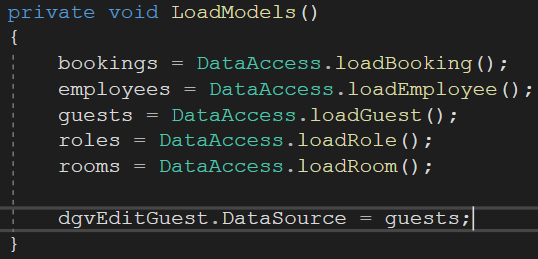 private void LoadModels()
{
    bookings = DataAccess.loadBooking();
    employees = DataAccess.loadEmployee();
    guests = DataAccess.loadGuest();
    roles = DataAccess.loadRole();
    rooms = DataAccess.loadRoom();

    dgvEditGuest.DataSource = guests;
}